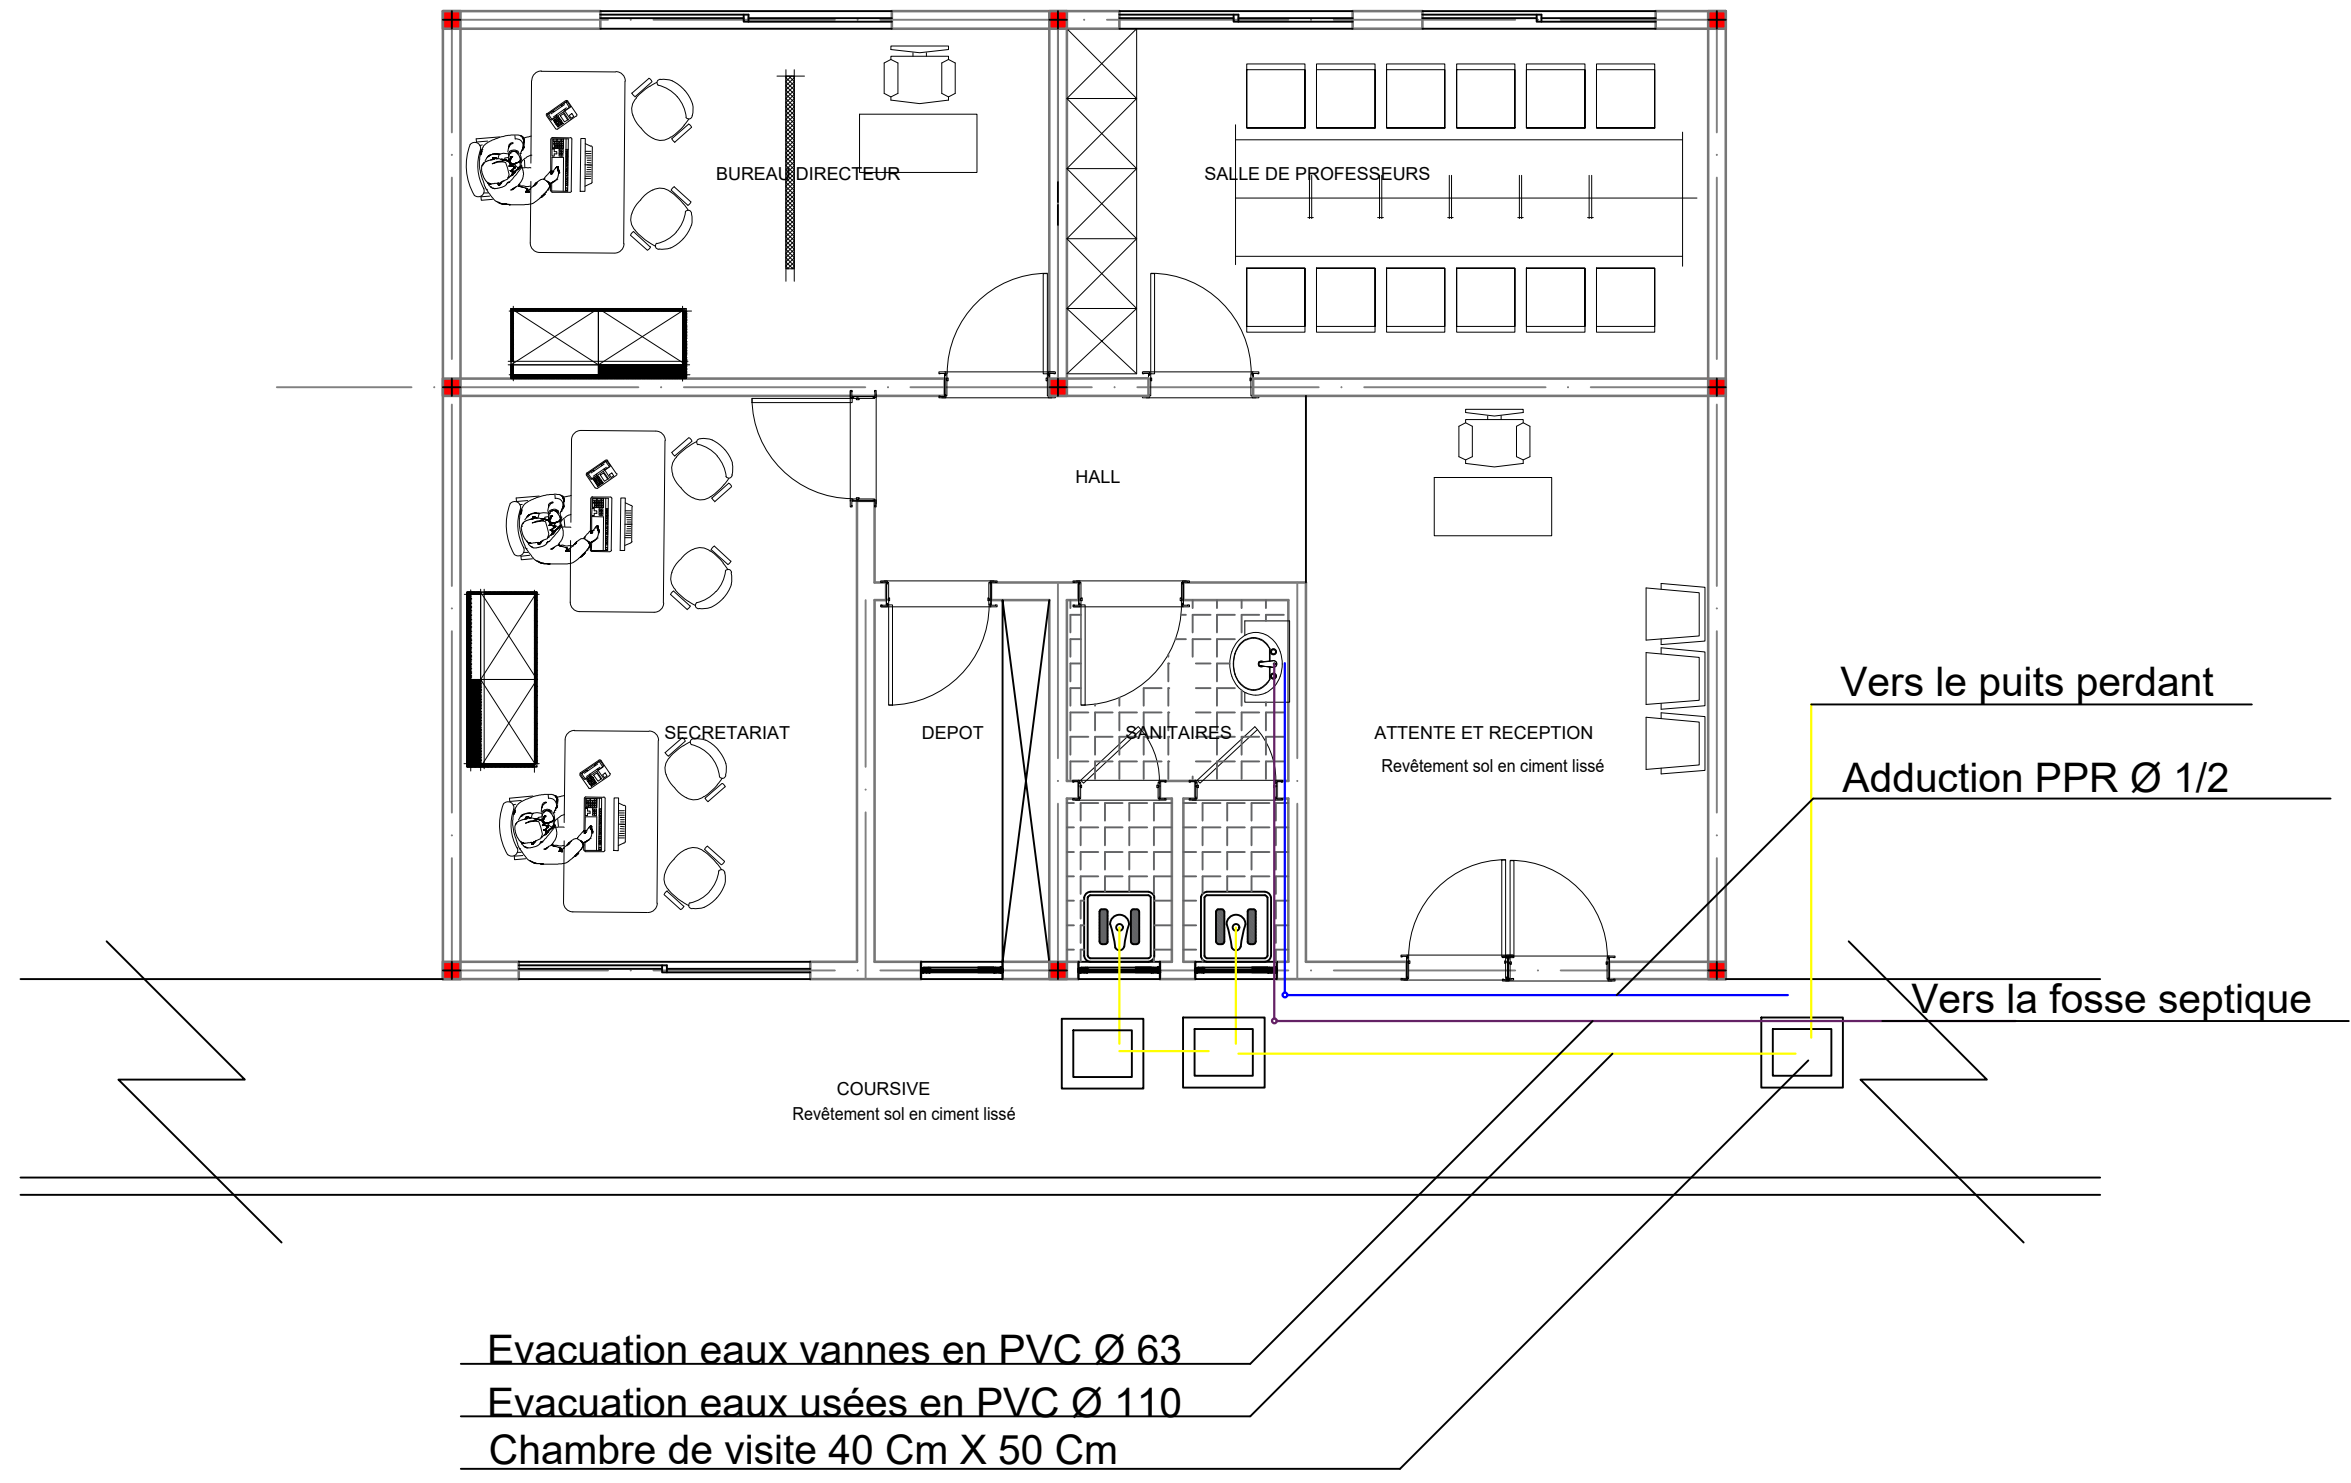 BUREAU DIRECTEUR
SALLE DE PROFESSEURS
HALL
SECRETARIAT
DEPOT
SANITAIRES
ATTENTE ET RECEPTION
Revêtement sol en ciment lissé
Vers le puits perdant
Adduction PPR Ø 1/2
Vers la fosse septique
COURSIVE
Revêtement sol en ciment lissé
Evacuation eaux vannes en PVC Ø 63
Evacuation eaux usées en PVC Ø 110
Chambre de visite 40 Cm X 50 Cm